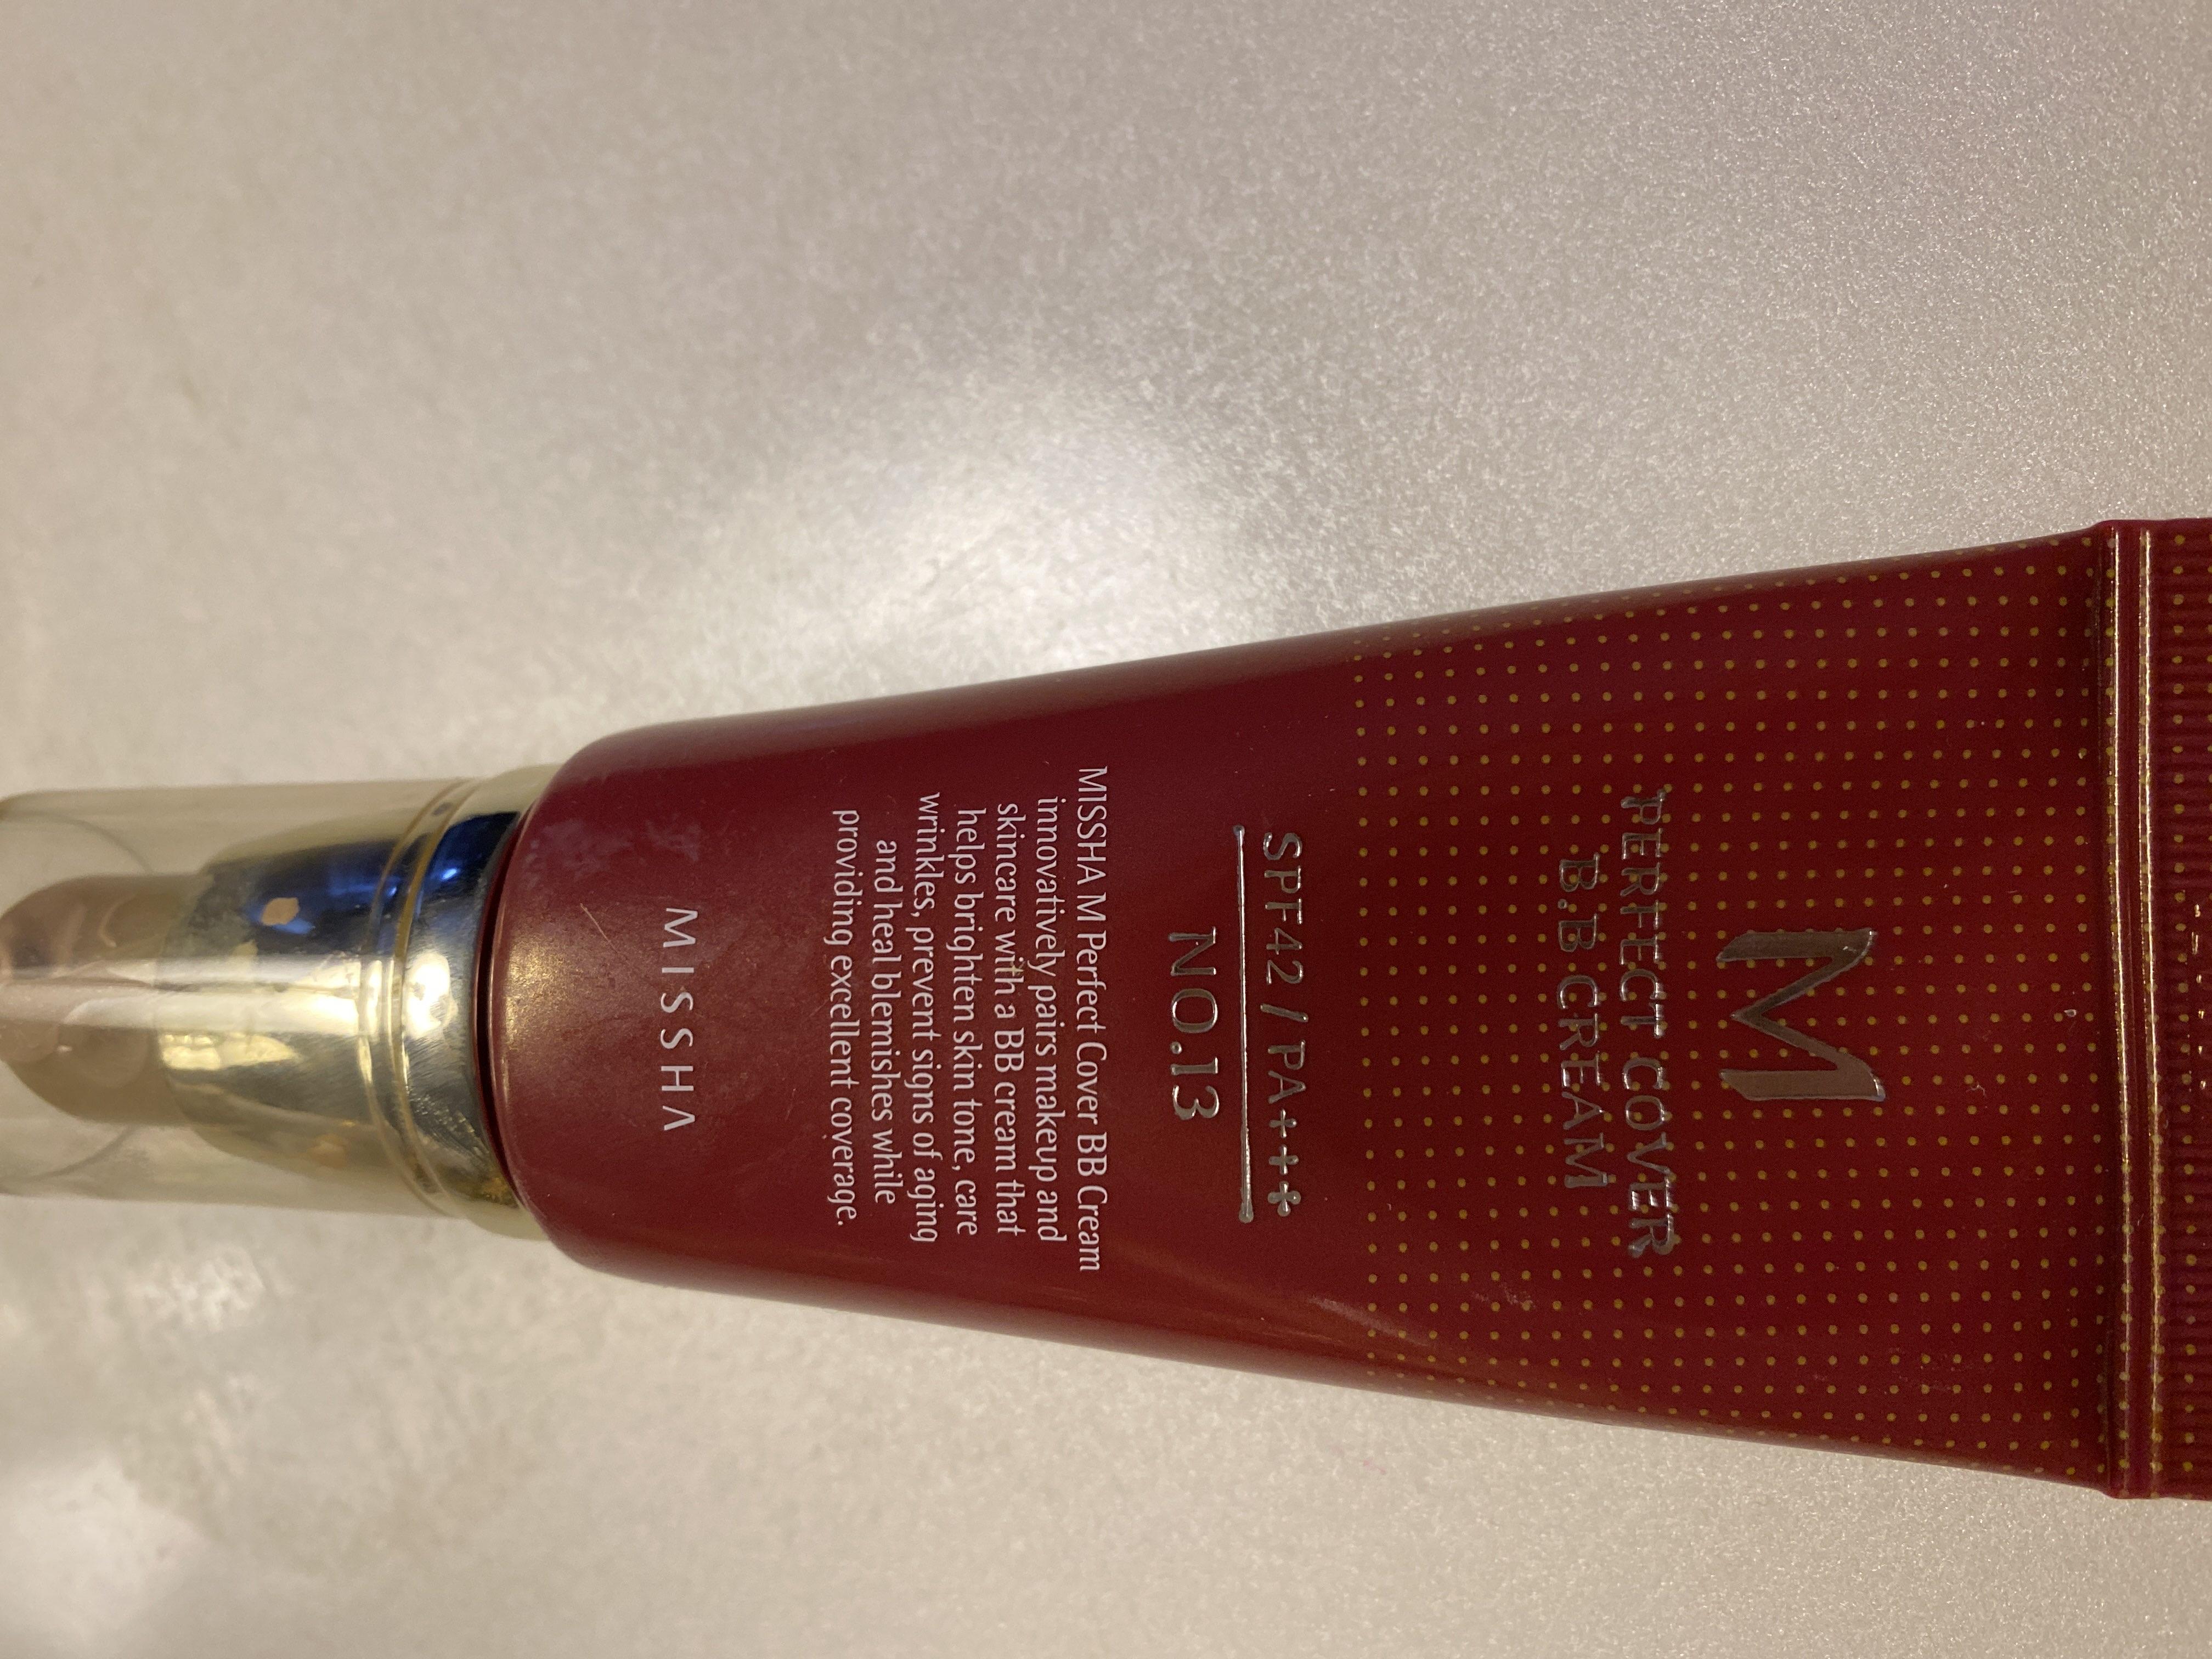 M
PERFECT COVER
B.B CREAM
SPF42 / PA+++
NO.13
MISSHA M Perfect Cover BB Cream
innovatively pairs makeup and
skincare with a BB cream that
helps brighten skin tone, care
wrinkles, prevent signs of aging
and heal blemishes while
providing excellent coverage.
MISSHA